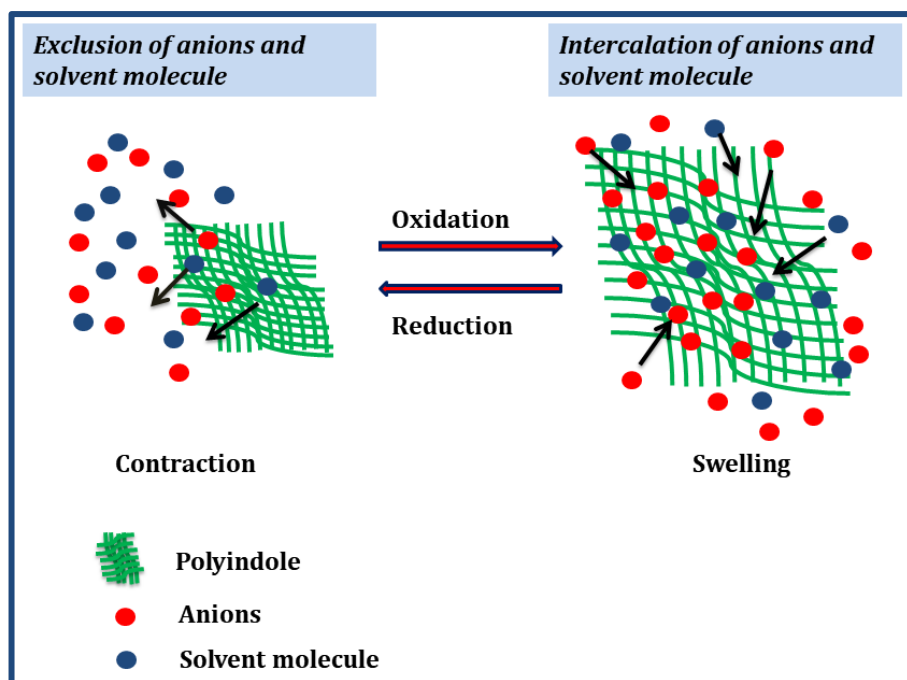 Exclusion of anions and
solvent molecule
Intercalation of anions and
solvent molecule
Oxidation
Reduction
Contraction
Swelling
Polyindole
Anions
Solvent molecule